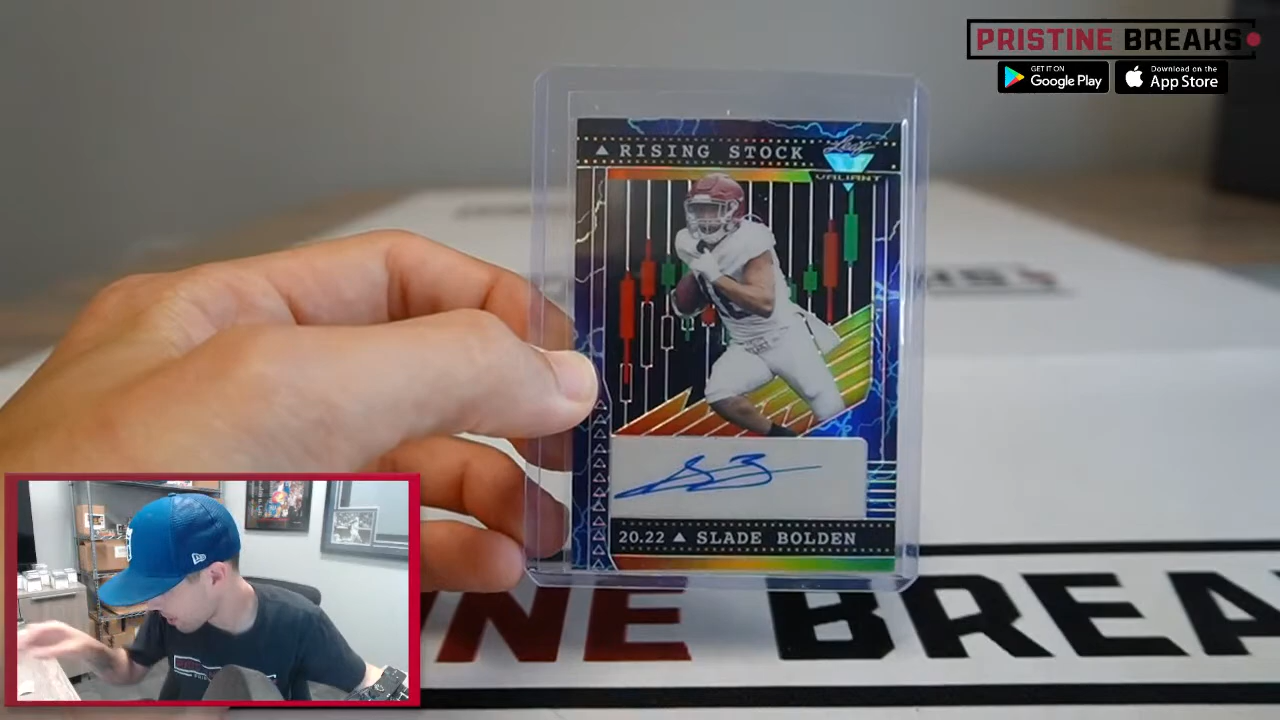 PRISTINE BREAKS
GET IT ON
Google Play
Download on the
App Store
RISING STOCK
Leaf
VALIANT
20.22 ▲ SLADE BOLDEN
NE BREA